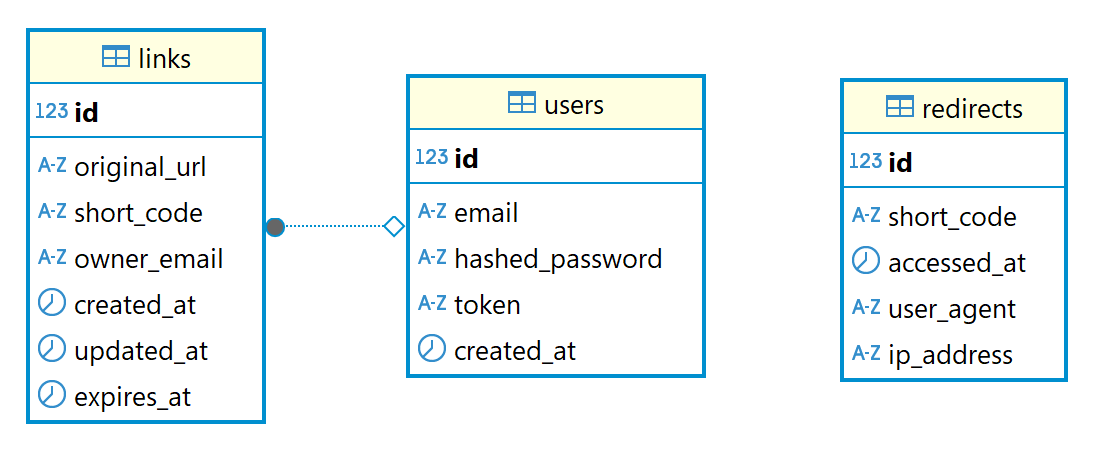 links
123 id
A-Z original_url
A-Z short_code
A-Z owner_email
created_at
updated_at
expires_at
users
123 id
A-Z email
A-Z hashed_password
A-Z token
created_at
redirects
123 id
A-Z short_code
accessed_at
A-Z user_agent
A-Z ip_address